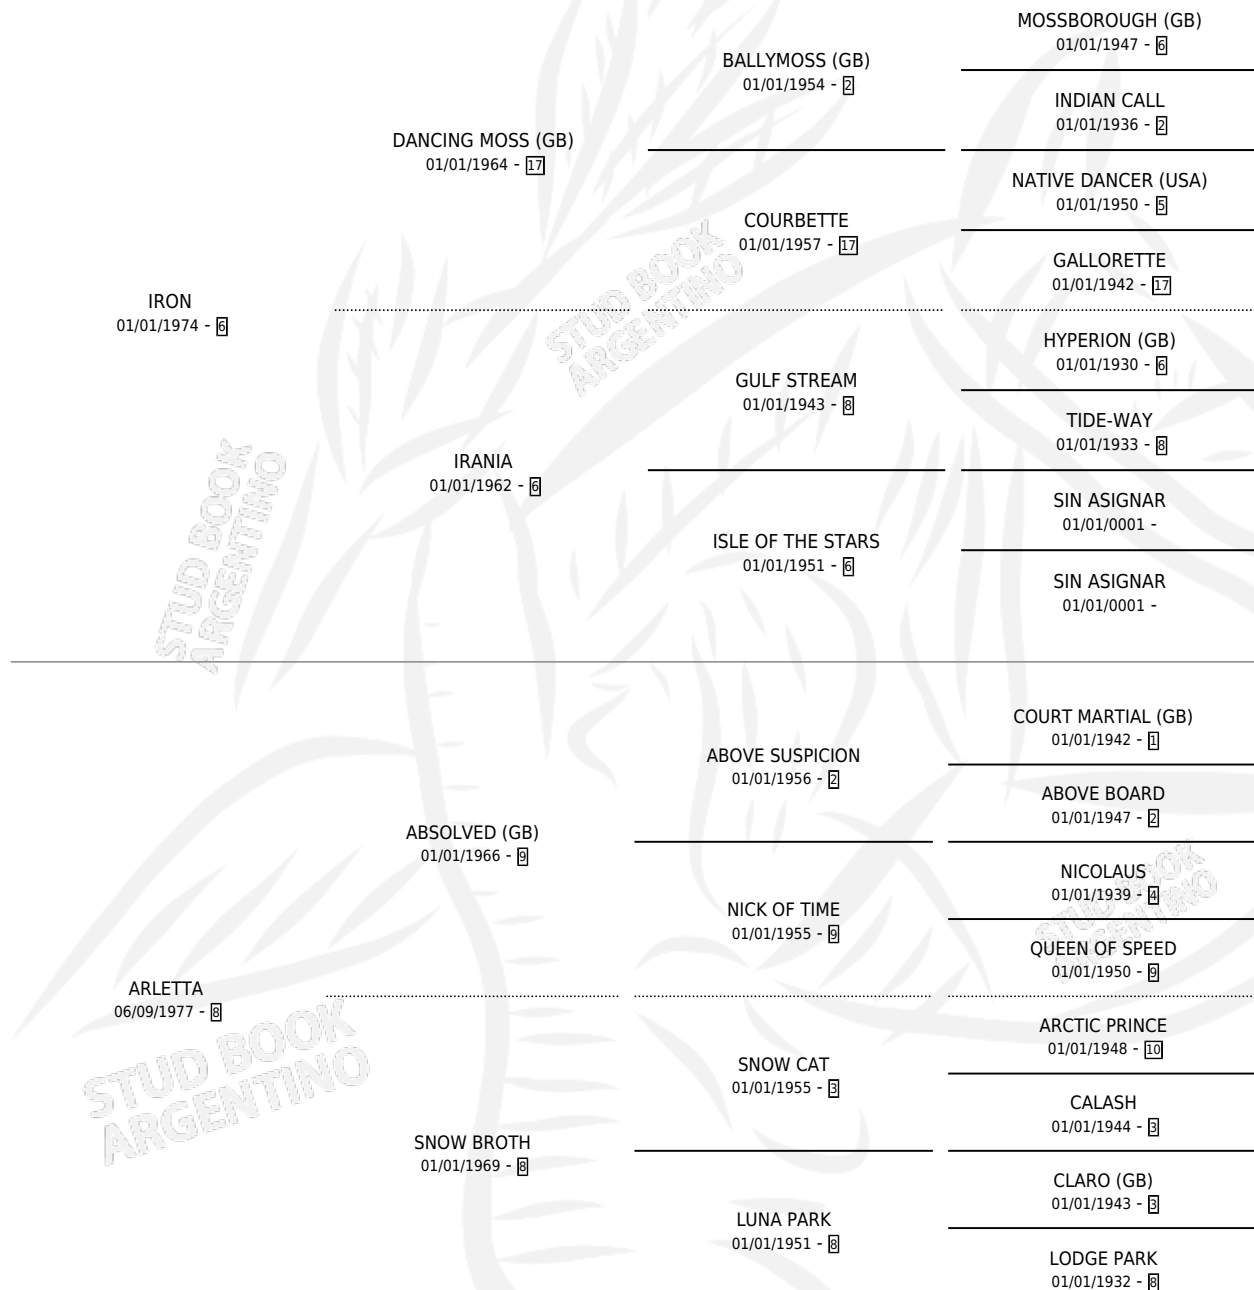 MOSSBOROUGH (GB)
01/01/1947 - 6
BALLYMOSS (GB)
01/01/1954 - 2
INDIAN CALL
01/01/1936 - 2
DANCING MOSS (GB)
01/01/1964 - 17
NATIVE DANCER (USA)
01/01/1950 - 5
COURBETTE
01/01/1957 - 17
GALLORETTE
01/01/1942 - 17
IRON
01/01/1974 - 6
STUD BOOK
ARGENTINO
HYPERION (GB)
01/01/1930 - 6
GULF STREAM
01/01/1943 - 8
TIDE-WAY
01/01/1933 - 8
IRANIA
01/01/1962 - 6
SIN ASIGNAR
01/01/0001 -
ISLE OF THE STARS
01/01/1951 - 6
SIN ASIGNAR
01/01/0001 -
STUD BOOK
ARGENTINO
COURT MARTIAL (GB)
01/01/1942 - 1
ABOVE SUSPICION
01/01/1956 - 2
ABOVE BOARD
01/01/1947 - 2
ABSOLVED (GB)
01/01/1966 - 9
NICOLAUS
01/01/1939 - 4
NICK OF TIME
01/01/1955 - 9
QUEEN OF SPEED
01/01/1950 - 9
STUD BOOK
ARGENTINO
ARLETTA
06/09/1977 - 8
STUD BOOK
ARGENTINO
ARCTIC PRINCE
01/01/1948 - 10
SNOW CAT
01/01/1955 - 3
CALASH
01/01/1944 - 3
SNOW BROTH
01/01/1969 - 8
CLARO (GB)
01/01/1943 - 3
LUNA PARK
01/01/1951 - 8
LODGE PARK
01/01/1932 - 8